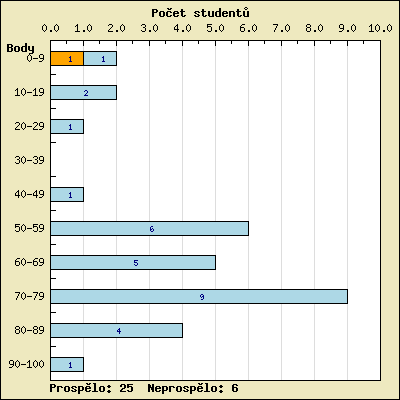 Počet studentů
0.0 1.0 2.0 3.0 4.0 5.0 6.0 7.0 8.0 9.0 10.0
Body
0-9 1 1
10-19 2
20-29 1
30-39
40-49 1
50-59 6
60-69 5
70-79 9
80-89 4
90-100 1
Prospělo: 25 Neprospělo: 6